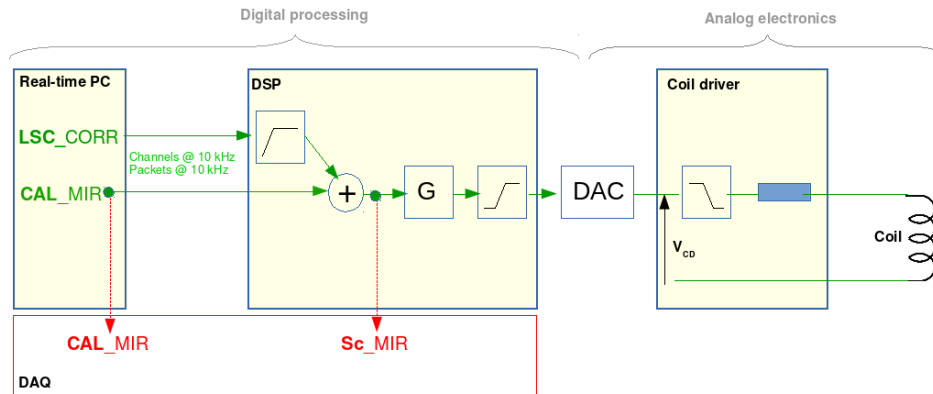 Digital processing
Analog electronics
Real-time PC
DSP
Coil driver
LSC_CORR
Channels @ 10 kHz
Packets @ 10 kHz
CAL_MIR
+
G
DAC
V_CD
Coil
CAL_MIR
Sc_MIR
DAQ